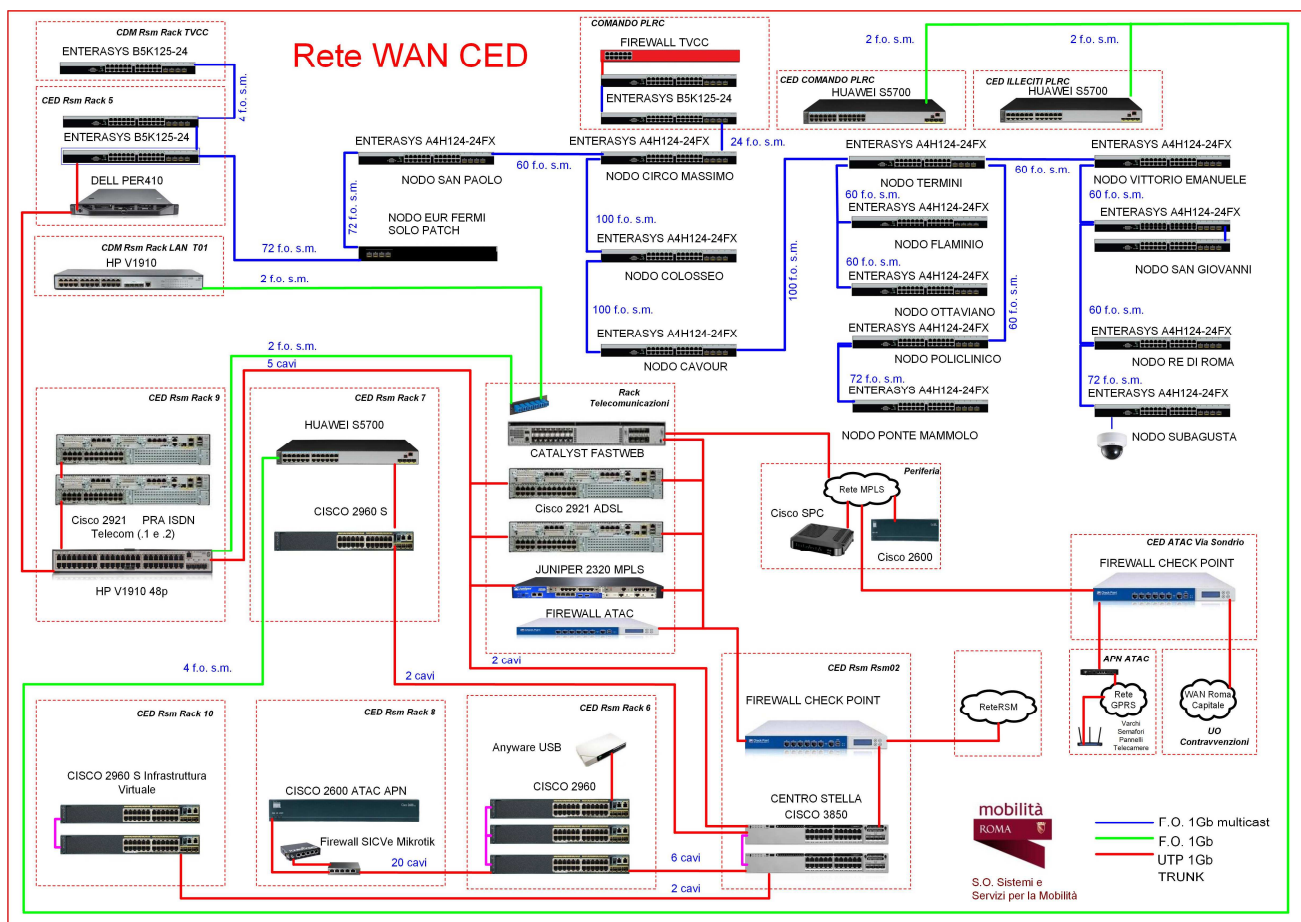 Rete WAN CED
CDM Rsm Rack TVCC
ENTERASYS B5K125-24
4 f.o. s.m.
CED Rsm Rack 5
ENTERASYS B5K125-24
DELL PER410
CDM Rsm Rack LAN T01
HP V1910
72 f.o. s.m.
2 f.o. s.m.
ENTERASYS A4H124-24FX
NODO SAN PAOLO
72 f.o. s.m.
NODO EUR FERMI
SOLO PATCH
60 f.o. s.m.
COMANDO PLRC
FIREWALL TVCC
ENTERASYS B5K125-24
24 f.o. s.m.
ENTERASYS A4H124-24FX
NODO CIRCO MASSIMO
100 f.o. s.m.
ENTERASYS A4H124-24FX
NODO COLOSSEO
100 f.o. s.m.
ENTERASYS A4H124-24FX
NODO CAVOUR
100 f.o. s.m.
2 f.o. s.m.
2 f.o. s.m.
CED COMANDO PLRC
HUAWEI S5700
CED ILLECITI PLRC
HUAWEI S5700
ENTERASYS A4H124-24FX
NODO TERMINI
60 f.o. s.m.
ENTERASYS A4H124-24FX
NODO FLAMINIO
60 f.o. s.m.
ENTERASYS A4H124-24FX
NODO OTTAVIANO
60 f.o. s.m.
ENTERASYS A4H124-24FX
NODO POLICLINICO
72 f.o. s.m.
ENTERASYS A4H124-24FX
NODO PONTE MAMMOLO
60 f.o. s.m.
ENTERASYS A4H124-24FX
NODO VITTORIO EMANUELE
60 f.o. s.m.
ENTERASYS A4H124-24FX
NODO SAN GIOVANNI
60 f.o. s.m.
ENTERASYS A4H124-24FX
NODO RE DI ROMA
72 f.o. s.m.
ENTERASYS A4H124-24FX
NODO SUBAGUSTA
2 f.o. s.m.
5 cavi
CED Rsm Rack 9
Cisco 2921 PRA ISDN
Telecom (.1 e .2)
HP V1910 48p
CED Rsm Rack 7
HUAWEI S5700
CISCO 2960 S
4 f.o. s.m.
2 cavi
Rack
Telecomunicazioni
CATALYST FASTWEB
Cisco 2921 ADSL
JUNIPER 2320 MPLS
FIREWALL ATAC
2 cavi
Periferia
Rete MPLS
Cisco SPC
Cisco 2600
CED ATAC Via Sondrio
FIREWALL CHECK POINT
APN ATAC
Rete
GPRS
Varchi
Semafori
Pannelli
Telecamere
WAN Roma
Capitale
UO
Contravvenzioni
CED Rsm Rack 10
CISCO 2960 S Infrastruttura
Virtuale
CED Rsm Rack 8
CISCO 2600 ATAC APN
Firewall SICVe Mikrotik
20 cavi
CED Rsm Rack 6
Anyware USB
CISCO 2960
6 cavi
2 cavi
CED Rsm Rsm02
FIREWALL CHECK POINT
CENTRO STELLA
CISCO 3850
ReteRSM
mobilità
ROMA
S.O. Sistemi e
Servizi per la Mobilità
F.O. 1Gb multicast
F.O. 1Gb
UTP 1Gb
TRUNK